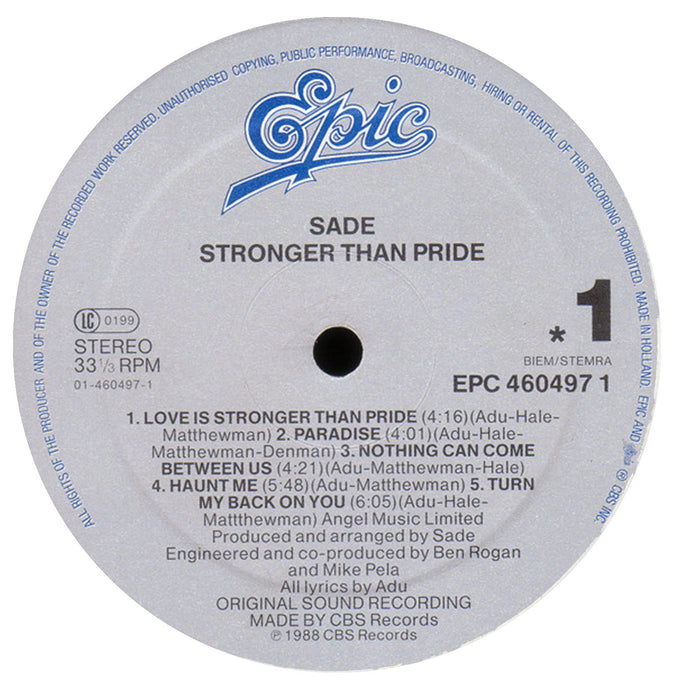 ALL RIGHTS OF THE PRODUCER AND OF THE OWNER OF THE RECORDED WORK RESERVED. UNAUTHORISED COPYING, PUBLIC PERFORMANCE, BROADCASTING, HIRING OR RENTAL OF THIS RECORDING PROHIBITED. MADE IN HOLLAND. EPIC AND ® CBS INC.
Epic
SADE
STRONGER THAN PRIDE
LC 0199
STEREO
33 1/3 RPM
01-460497-1
* 1
BIEM/STEMRA
EPC 460497 1
1. LOVE IS STRONGER THAN PRIDE (4:16)(Adu-Hale-
Matthewman) 2. PARADISE (4:01)(Adu-Hale-
Matthewman-Denman) 3. NOTHING CAN COME
BETWEEN US (4:21)(Adu-Matthewman-Hale)
4. HAUNT ME (5:48)(Adu-Matthewman) 5. TURN
MY BACK ON YOU (6:05)(Adu-Hale-
Mattthewman) Angel Music Limited
Produced and arranged by Sade
Engineered and co-produced by Ben Rogan
and Mike Pela
All lyrics by Adu
ORIGINAL SOUND RECORDING
MADE BY CBS Records
℗ 1988 CBS Records